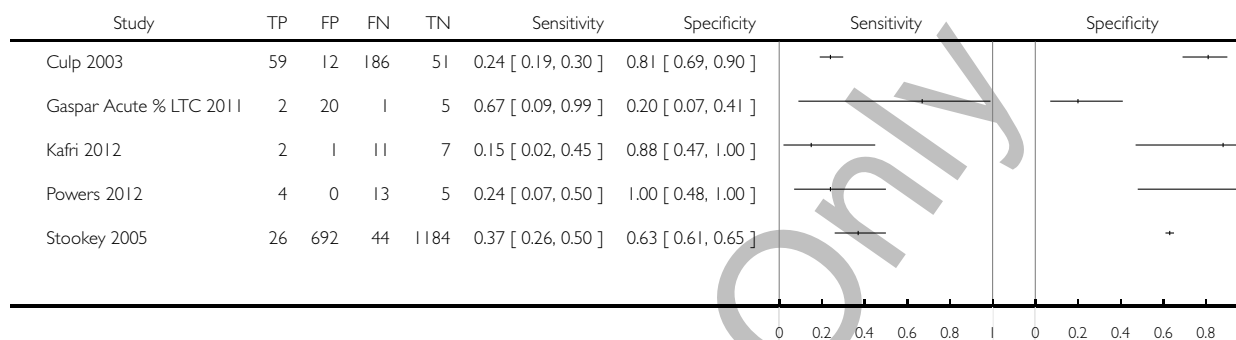 Study TP FP FN TN Sensitivity Specificity Sensitivity Specificity
Culp 2003 59 12 186 51 0.24 [ 0.19, 0.30 ] 0.81 [ 0.69, 0.90 ]
Gaspar Acute % LTC 2011 2 20 1 5 0.67 [ 0.09, 0.99 ] 0.20 [ 0.07, 0.41 ]
Kafri 2012 2 1 11 7 0.15 [ 0.02, 0.45 ] 0.88 [ 0.47, 1.00 ]
Powers 2012 4 0 13 5 0.24 [ 0.07, 0.50 ] 1.00 [ 0.48, 1.00 ]
Stookey 2005 26 692 44 1184 0.37 [ 0.26, 0.50 ] 0.63 [ 0.61, 0.65 ]
0 0.2 0.4 0.6 0.8 1 0 0.2 0.4 0.6 0.8
Only